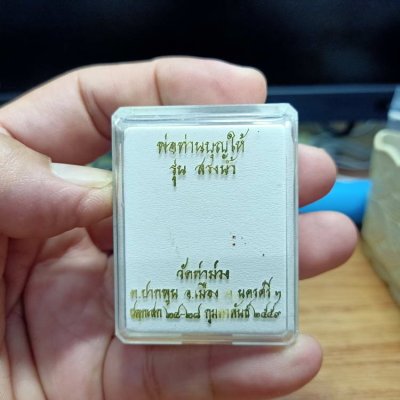 พ่อท่านบุญให้
รุ่น สรงน้ำ
วัดท่าม่วง
ต.ปากพูน อ.เมือง นครศรี ฯ
ปลุกเสก ๒๔-๒๘ กุมภาพันธ์ ๒๕๔๙